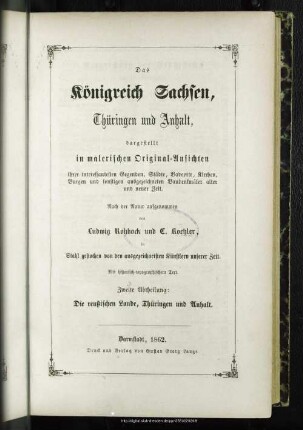 Das
Königreich Sachsen,
Thüringen und Anhalt,
dargestellt
in malerischen Original-Ansichten
ihrer interessantesten Gegenden, Städte, Badeorte, Kirchen,
Burgen und sonstigen ausgezeichneten Baudenkmäler alter
und neuer Zeit.
Nach der Natur aufgenommen
von
Ludwig Rohbock und C. Koehler,
in
Stahl gestochen von den ausgezeichnetsten Künstlern unserer Zeit.
Mit historisch-topographischem Text.
Zweite Abtheilung:
Die reußischen Lande, Thüringen und Anhalt.
Darmstadt, 1862.
Druck und Verlag von Gustav Georg Lange.